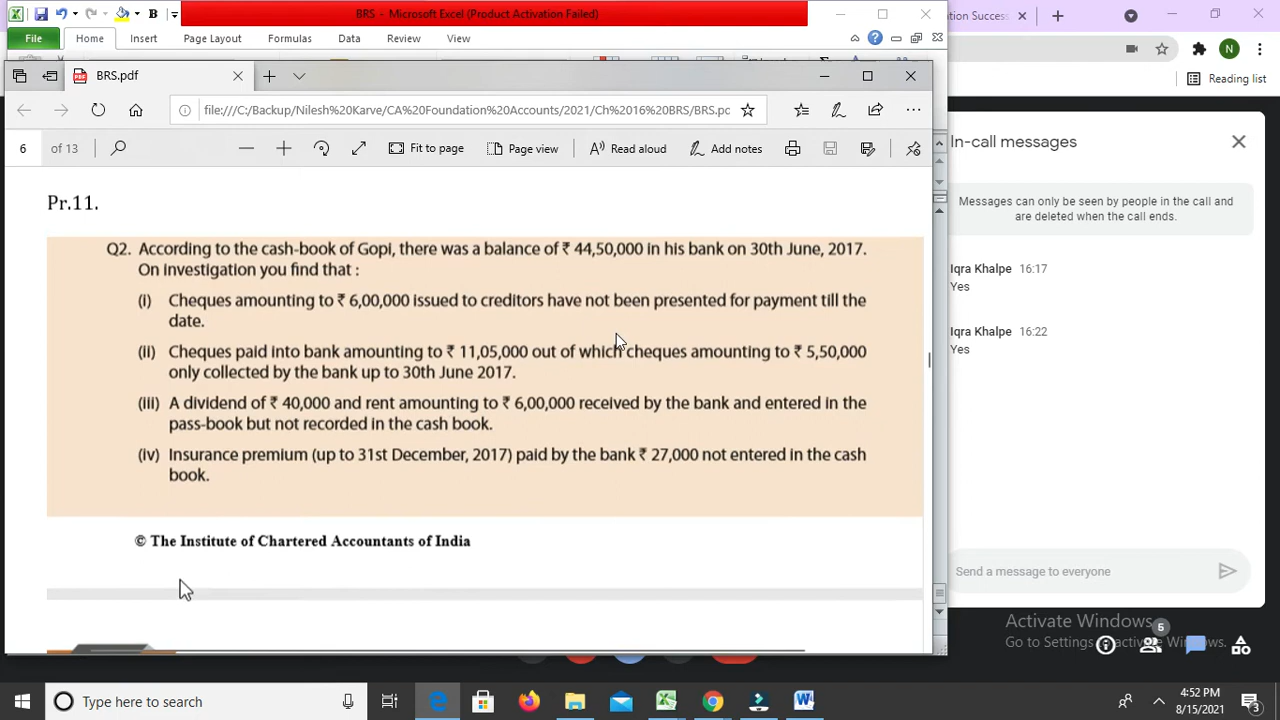 BRS - Microsoft Excel (Product Activation Failed)
File Home Insert Page Layout Formulas Data Review View
tion Success
N
Reading list
BRS.pdf
file:///C:/Backup/Nilesh%20Karve/CA%20Foundation%20Accounts/2021/Ch%2016%20BRS/BRS.pc
6 of 13
Fit to page
Page view
Read aloud
Add notes
Pr.11.
Q2. According to the cash-book of Gopi, there was a balance of ₹ 44,50,000 in his bank on 30th June, 2017.
On investigation you find that :
(i) Cheques amounting to ₹ 6,00,000 issued to creditors have not been presented for payment till the
date.
(ii) Cheques paid into bank amounting to ₹ 11,05,000 out of which cheques amounting to ₹ 5,50,000
only collected by the bank up to 30th June 2017.
(iii) A dividend of ₹ 40,000 and rent amounting to ₹ 6,00,000 received by the bank and entered in the
pass-book but not recorded in the cash book.
(iv) Insurance premium (up to 31st December, 2017) paid by the bank ₹ 27,000 not entered in the cash
book.
© The Institute of Chartered Accountants of India
In-call messages
Messages can only be seen by people in the call and
are deleted when the call ends.
Iqra Khalpe 16:17
Yes
Iqra Khalpe 16:22
Yes
Send a message to everyone
Activate Windows
5
Go to Settings to activate Windows.
Type here to search
4:52 PM
8/15/2021
3